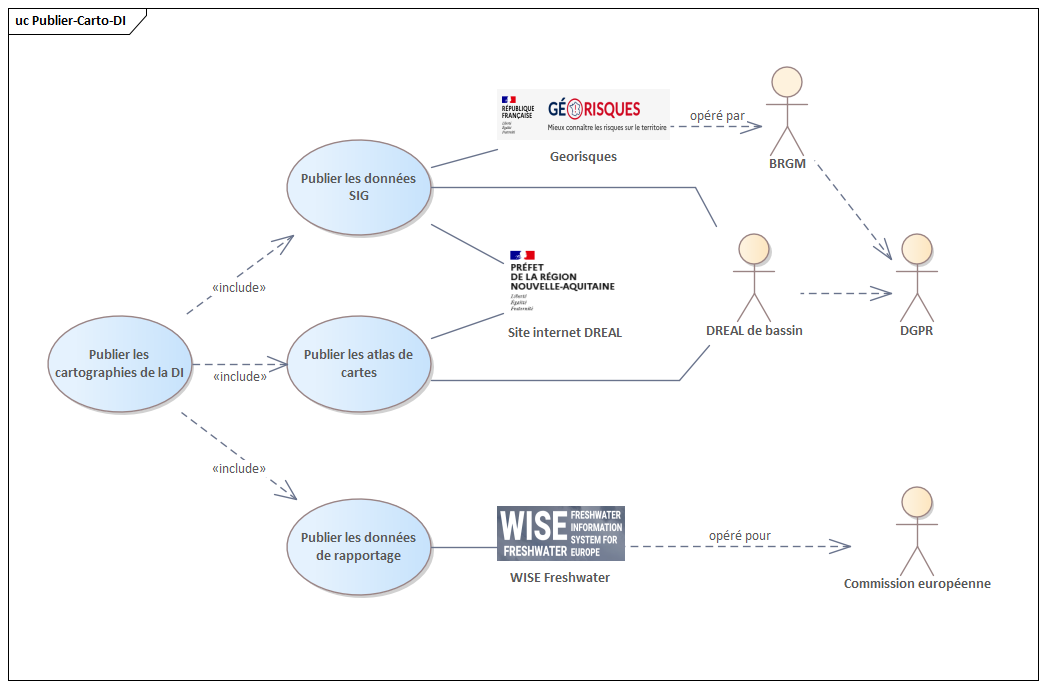 uc Publier-Carto-DI
RÉPUBLIQUE
FRANÇAISE
Liberté
Égalité
Fraternité
GÉORISQUES
Mieux connaître les risques sur le territoire
opéré par
Georisques
BRGM
Publier les données
SIG
PRÉFET
DE LA RÉGION
NOUVELLE-AQUITAINE
Liberté
Égalité
Fraternité
Site internet DREAL
DREAL de bassin
DGPR
«include»
Publier les
cartographies de la DI
«include»
Publier les atlas de
cartes
«include»
Publier les données
de rapportage
WISE
FRESHWATER
FRESHWATER
INFORMATION
SYSTEM FOR
EUROPE
WISE Freshwater
opéré pour
Commission européenne